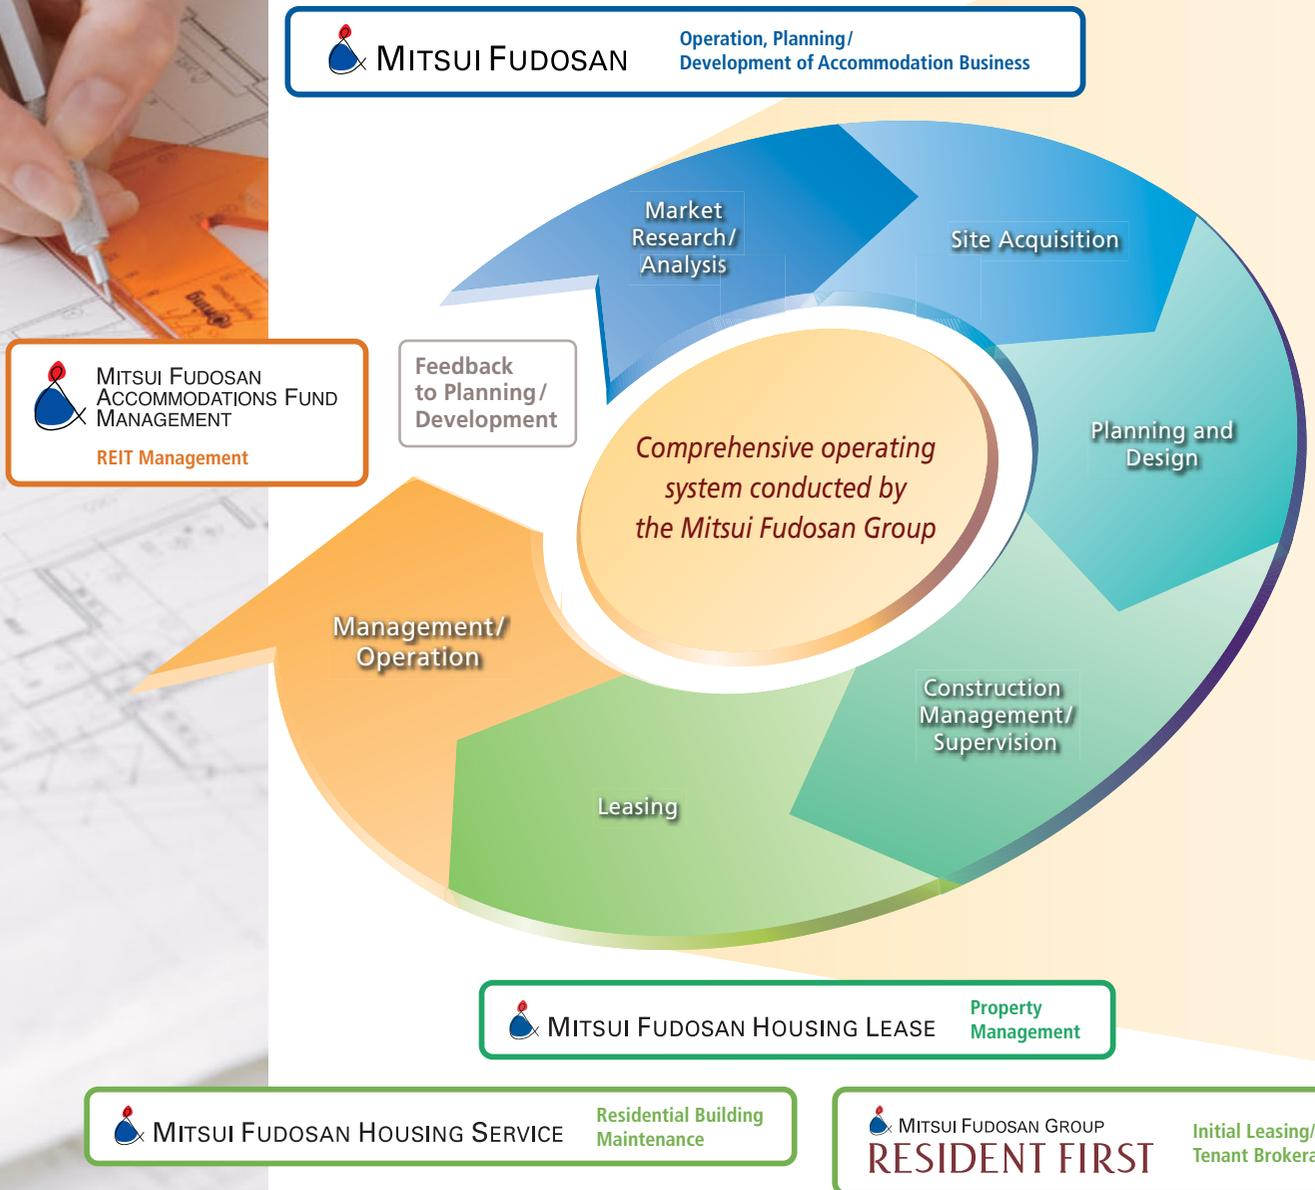 MITSUI FUDOSAN
Operation, Planning/
Development of Accommodation Business
Market
Research/
Analysis
Site Acquisition
Planning and
Design
Construction
Management/
Supervision
Leasing
Management/
Operation
Feedback
to Planning/
Development
Comprehensive operating
system conducted by
the Mitsui Fudosan Group
MITSUI FUDOSAN
ACCOMMODATIONS FUND
MANAGEMENT
REIT Management
MITSUI FUDOSAN HOUSING LEASE
Property
Management
MITSUI FUDOSAN HOUSING SERVICE
Residential Building
Maintenance
MITSUI FUDOSAN GROUP
RESIDENT FIRST
Initial Leasing/
Tenant Brokera